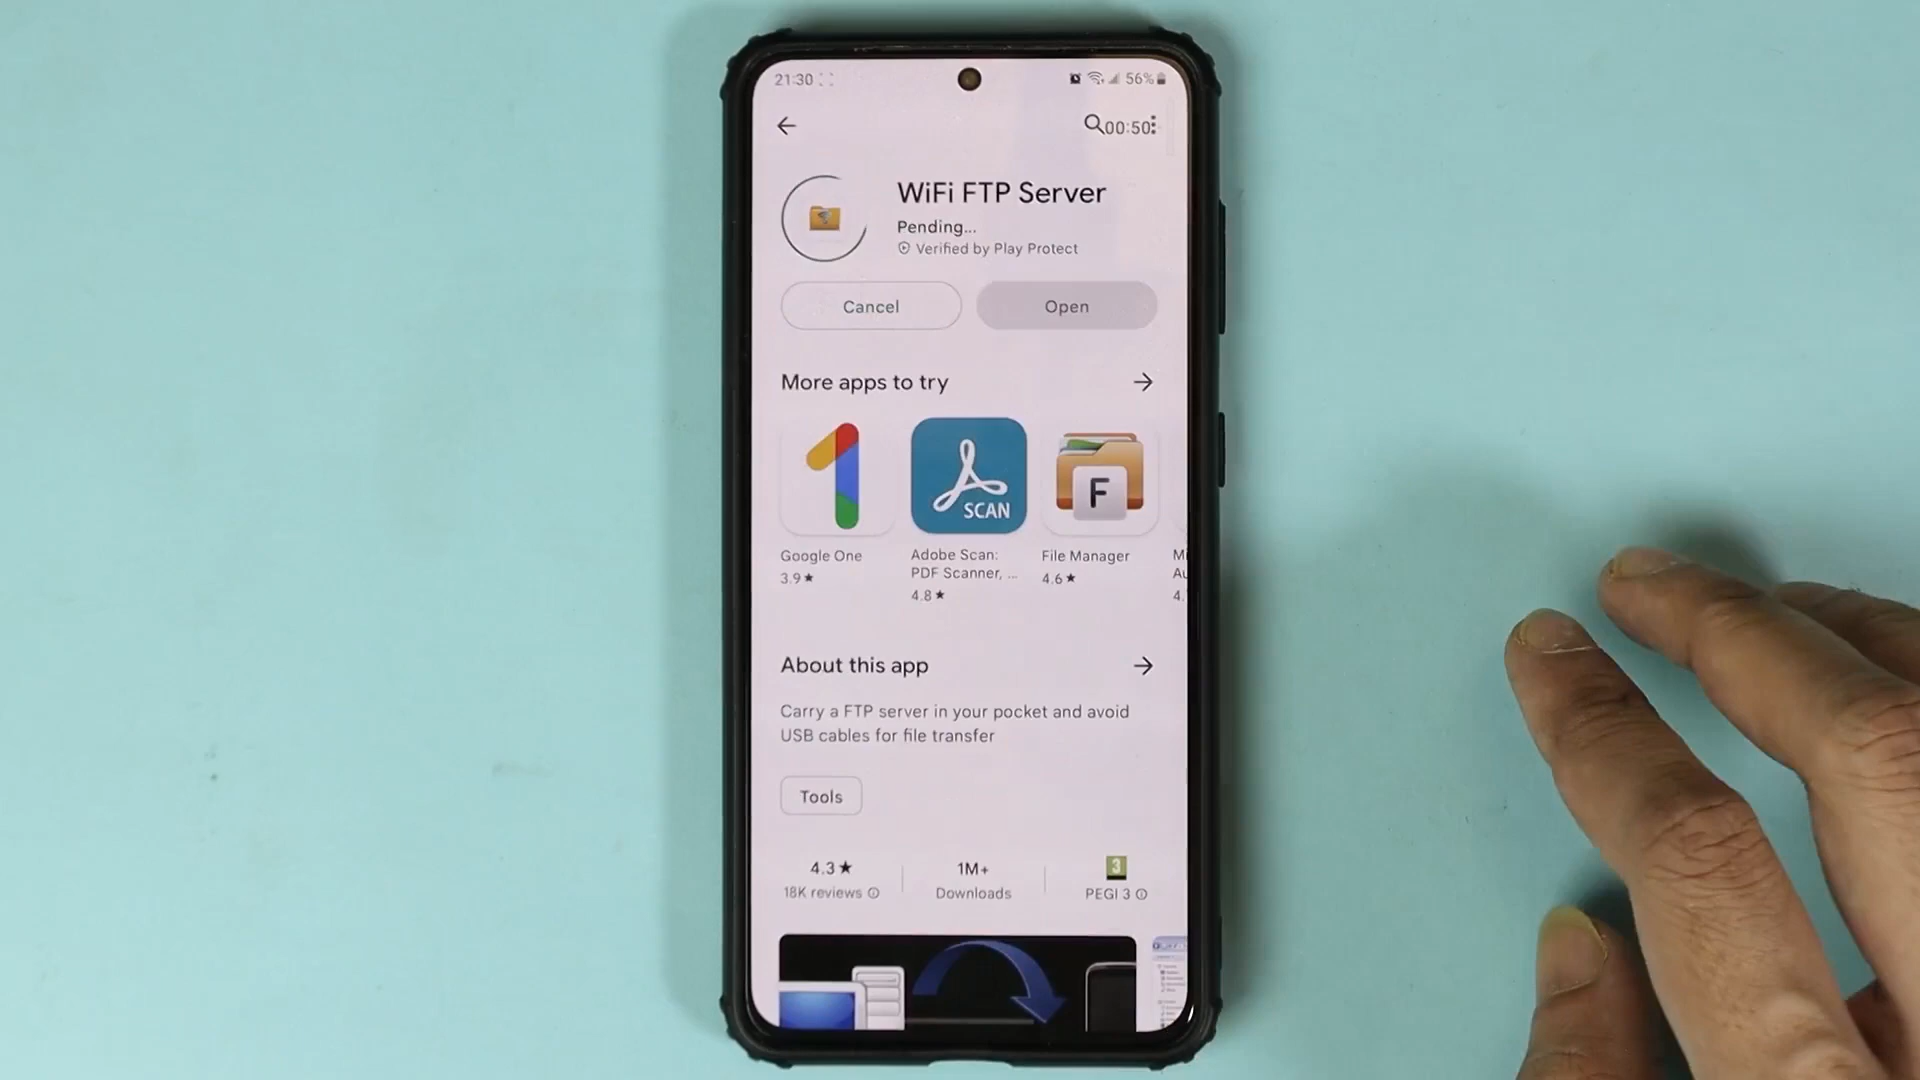 21:30
56%
00:50
WiFi FTP Server
Pending...
Verified by Play Protect
Cancel
Open
More apps to try
SCAN
F
Google One
3.9★
Adobe Scan:
PDF Scanner, ...
4.8★
File Manager
4.6★
Mi
Au
4.
About this app
Carry a FTP server in your pocket and avoid
USB cables for file transfer
Tools
4.3★
18K reviews
1M+
Downloads
3
PEGI 3